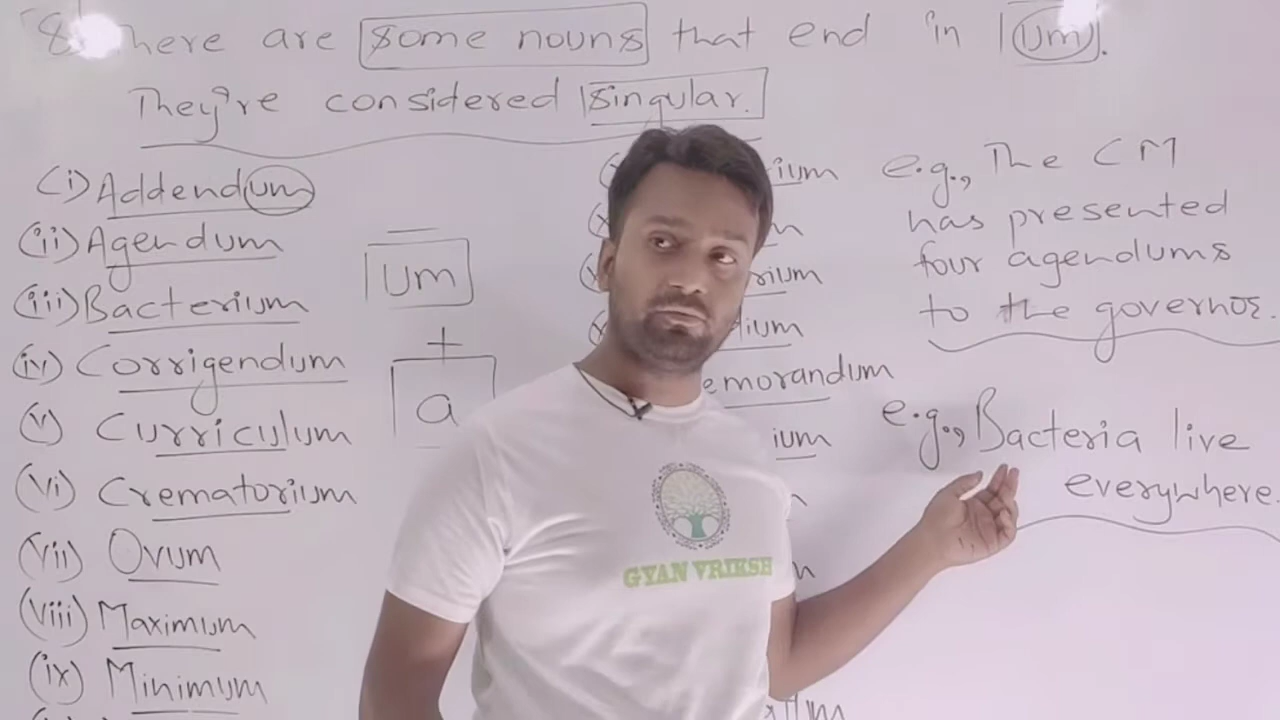 8) There are some nouns that end in um.
They're considered singular.
(i) Addendum
(ii) Agendum
(iii) Bacterium
(iv) Corrigendum
(v) Curriculum
(vi) Crematorium
(vii) Ovum
(viii) Maximum
(ix) Minimum
um
+
a
ium
rium
dium
emorandum
ium
e.g., The CM
has presented
four agendums
to the governor.
e.g., Bacteria live
everywhere
GYAN VRIKSH